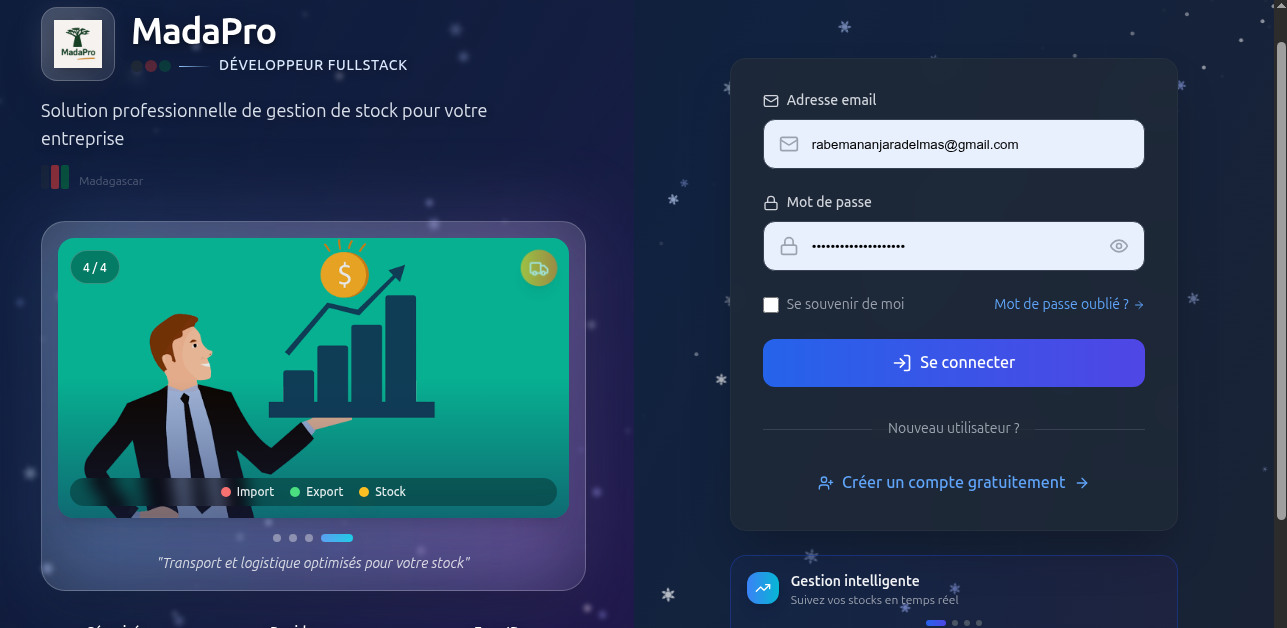 MadaPro
MadaPro
DÉVELOPPEUR FULLSTACK
Solution professionnelle de gestion de stock pour votre
entreprise
Madagascar
4 / 4
$
Import
Export
Stock
"Transport et logistique optimisés pour votre stock"
Adresse email
rabemananjaradelmas@gmail.com
Mot de passe
••••••••••••••••••••
Se souvenir de moi
Mot de passe oublié ? →
Se connecter
Nouveau utilisateur ?
Créer un compte gratuitement →
Gestion intelligente
Suivez vos stocks en temps réel